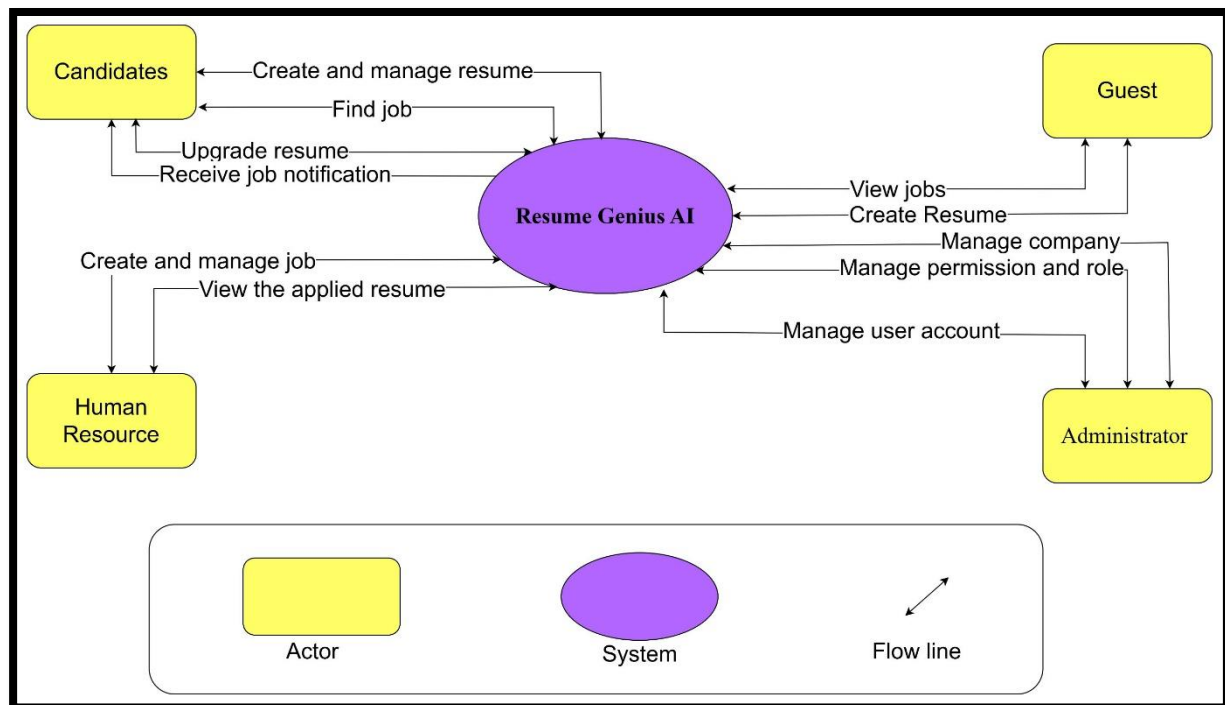 Candidates
Create and manage resume
Find job
Upgrade resume
Receive job notification
Guest
View jobs
Create Resume
Resume Genius AI
Manage company
Manage permission and role
Manage user account
Create and manage job
View the applied resume
Human
Resource
Administrator
Actor
System
Flow line